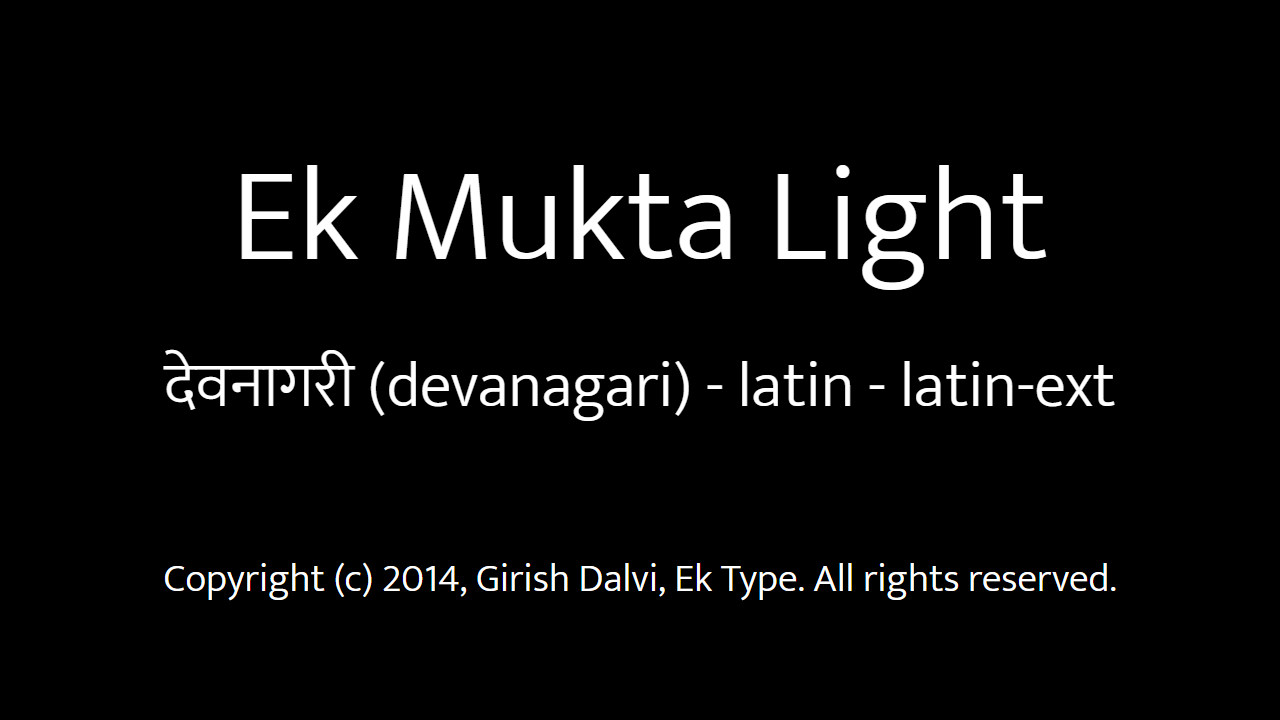 Ek Mukta Light
देवनागरी (devanagari) - latin - latin-ext
Copyright (c) 2014, Girish Dalvi, Ek Type. All rights reserved.